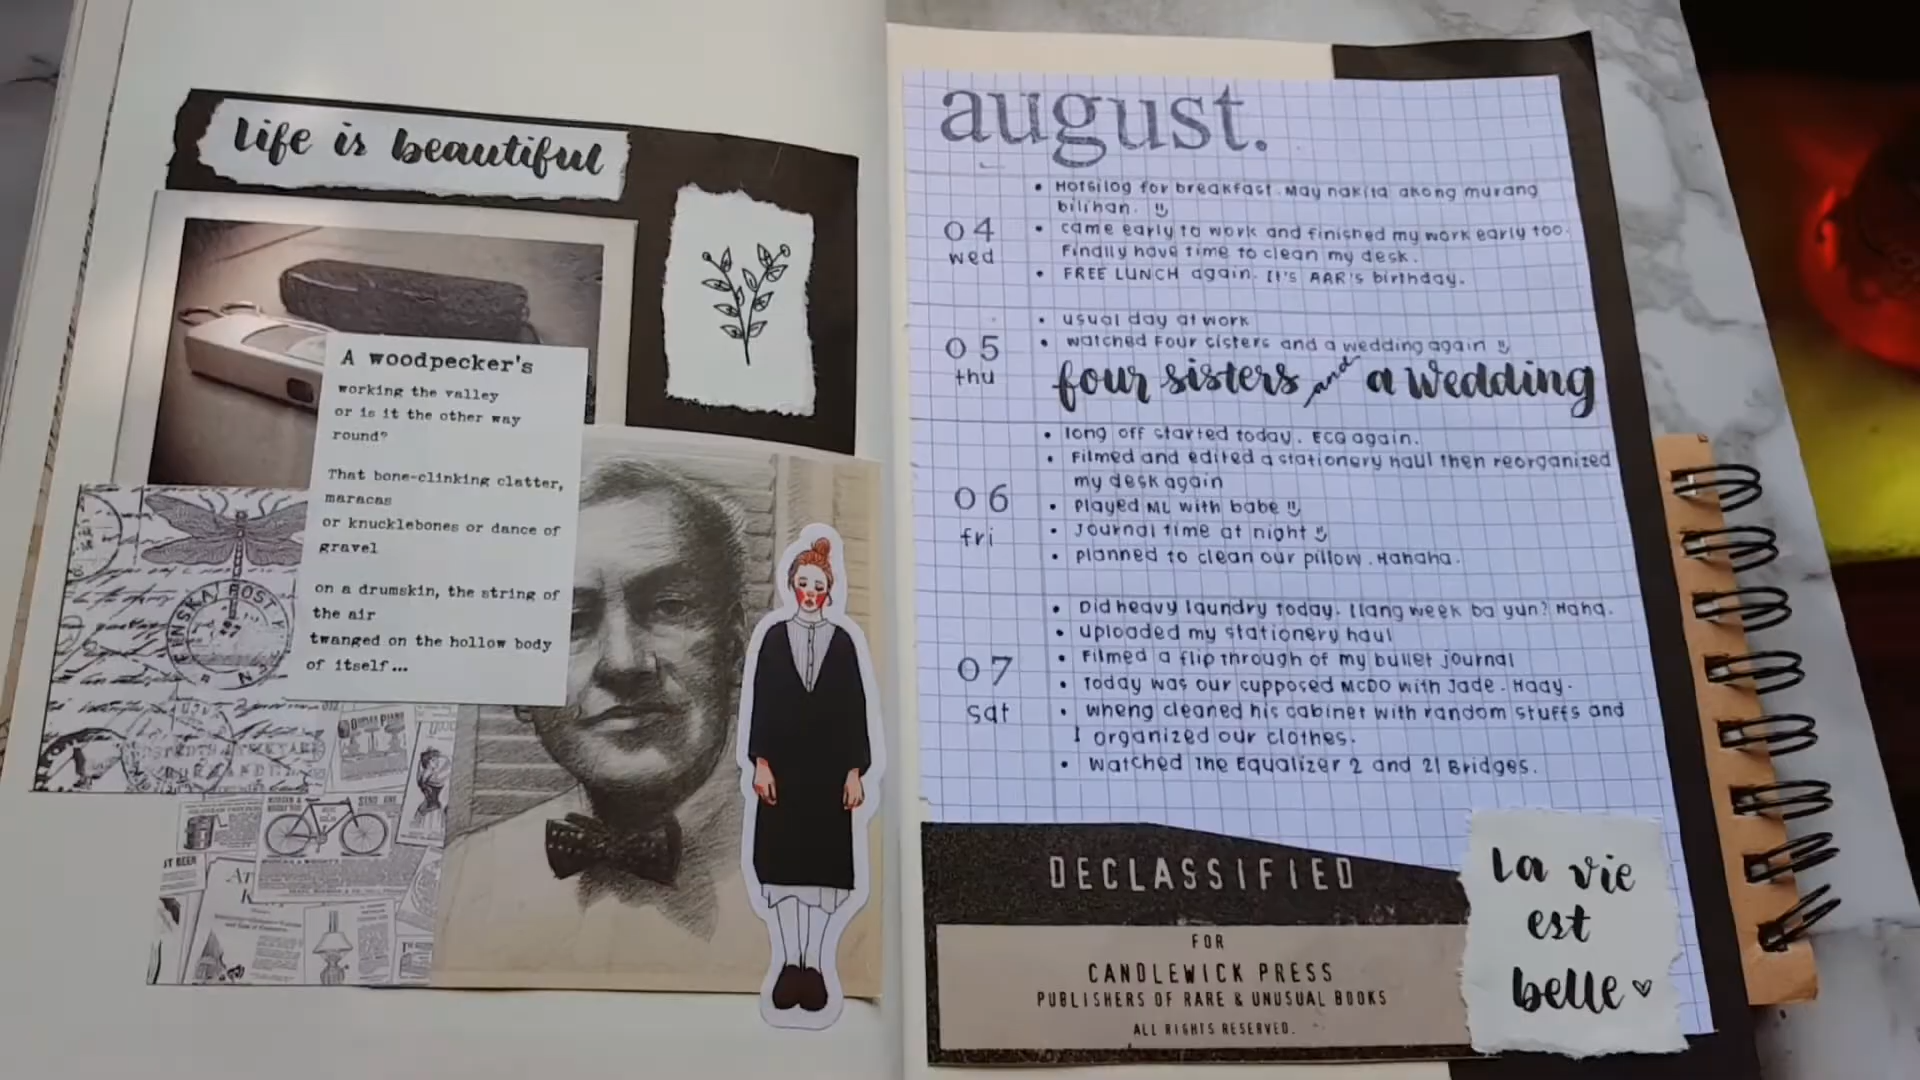 Life is beautiful
A woodpecker's
working the valley
or is it the other way
round?
That bone-clinking clatter,
maracas
or knucklebones or dance of
gravel
on a drumskin, the string of
the air
twanged on the hollow body
of itself...
POST
august.
04
wed
• Hotsilog for breakfast. May nakita akong murang
bilihan.
• came early to work and finished my work early too.
Finally have time to clean my desk.
• FREE LUNCH again. It's AAR's birthday.
05
thu
• usual day at work
• watched Four sisters and a wedding again
four sisters and a wedding
06
fri
• long off started today. ECQ again.
• Filmed and edited a stationery haul then reorganized
my desk again
• Played ML with babe
• Journal time at night
• planned to clean our pillow. Hahaha.
07
sat
• Did heavy laundry today. Ilang week ba yun? Haha.
• uploaded my stationery haul
• Filmed a flip through of my bullet journal
• Today was our supposed MCDO with Jade. Haay.
• wheng cleaned his cabinet with random stuffs and
I organized our clothes.
• Watched The Equalizer 2 and 21 Bridges.
DECLASSIFIED
FOR
CANDLEWICK PRESS
PUBLISHERS OF RARE & UNUSUAL BOOKS
ALL RIGHTS RESERVED.
La vie
est
belle